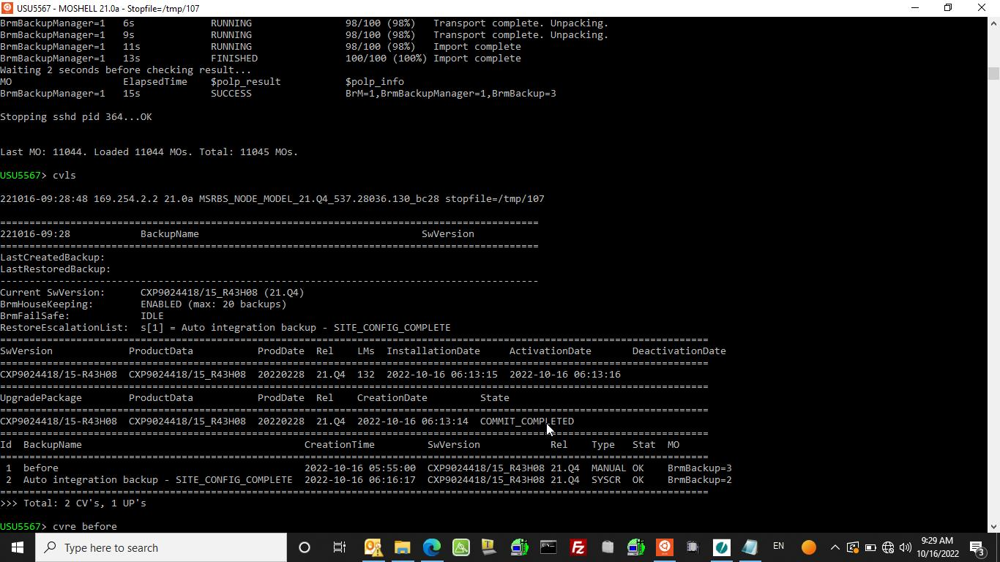 USU5567 - MOSHELL 21.0a - Stopfile=/tmp/107
BrmBackupManager=1   6s             RUNNING                98/100 (98%)   Transport complete. Unpacking.
BrmBackupManager=1   9s             RUNNING                98/100 (98%)   Transport complete. Unpacking.
BrmBackupManager=1   11s            RUNNING                98/100 (98%)   Import complete
BrmBackupManager=1   13s            FINISHED               100/100 (100%) Import complete
Waiting 2 seconds before checking result...
MO                   ElapsedTime    $polp_result           $polp_info
BrmBackupManager=1   15s            SUCCESS                BrM=1,BrmBackupManager=1,BrmBackup=3
Stopping sshd pid 364...OK
Last MO: 11044. Loaded 11044 MOs. Total: 11045 MOs.
USU5567> cvls
221016-09:28:48 169.254.2.2 21.0a MSRBS_NODE_MODEL_21.Q4_537.28036.130_bc28 stopfile=/tmp/107
============================================================================================
221016-09:28            BackupName                                      SwVersion
============================================================================================
LastCreatedBackup:
LastRestoredBackup:
--------------------------------------------------------------------------------------------
Current SwVersion:      CXP9024418/15_R43H08 (21.Q4)
BrmHouseKeeping:        ENABLED (max: 20 backups)
BrmFailSafe:            IDLE
RestoreEscalationList:  s[1] = Auto integration backup - SITE_CONFIG_COMPLETE
=========================================================================================================================
SwVersion             ProductData           ProdDate  Rel    LMs  InstallationDate     ActivationDate       DeactivationDate
=========================================================================================================================
CXP9024418/15-R43H08  CXP9024418/15_R43H08  20220228  21.Q4  132  2022-10-16 06:13:15  2022-10-16 06:13:16
=========================================================================================================================
UpgradePackage        ProductData           ProdDate  Rel    CreationDate         State
=========================================================================================================================
CXP9024418/15-R43H08  CXP9024418/15_R43H08  20220228  21.Q4  2022-10-16 06:13:14  COMMIT_COMPLETED
=========================================================================================================================
Id  BackupName                                      CreationTime         SwVersion            Rel    Type   Stat  MO
=========================================================================================================================
1  before                                          2022-10-16 05:55:00  CXP9024418/15_R43H08 21.Q4  MANUAL OK    BrmBackup=3
2  Auto integration backup - SITE_CONFIG_COMPLETE  2022-10-16 06:16:17  CXP9024418/15_R43H08 21.Q4  SYSCR  OK    BrmBackup=2
=========================================================================================================================
>>> Total: 2 CV's, 1 UP's
USU5567> cvre before
Type here to search
EN
9:29 AM
10/16/2022
3